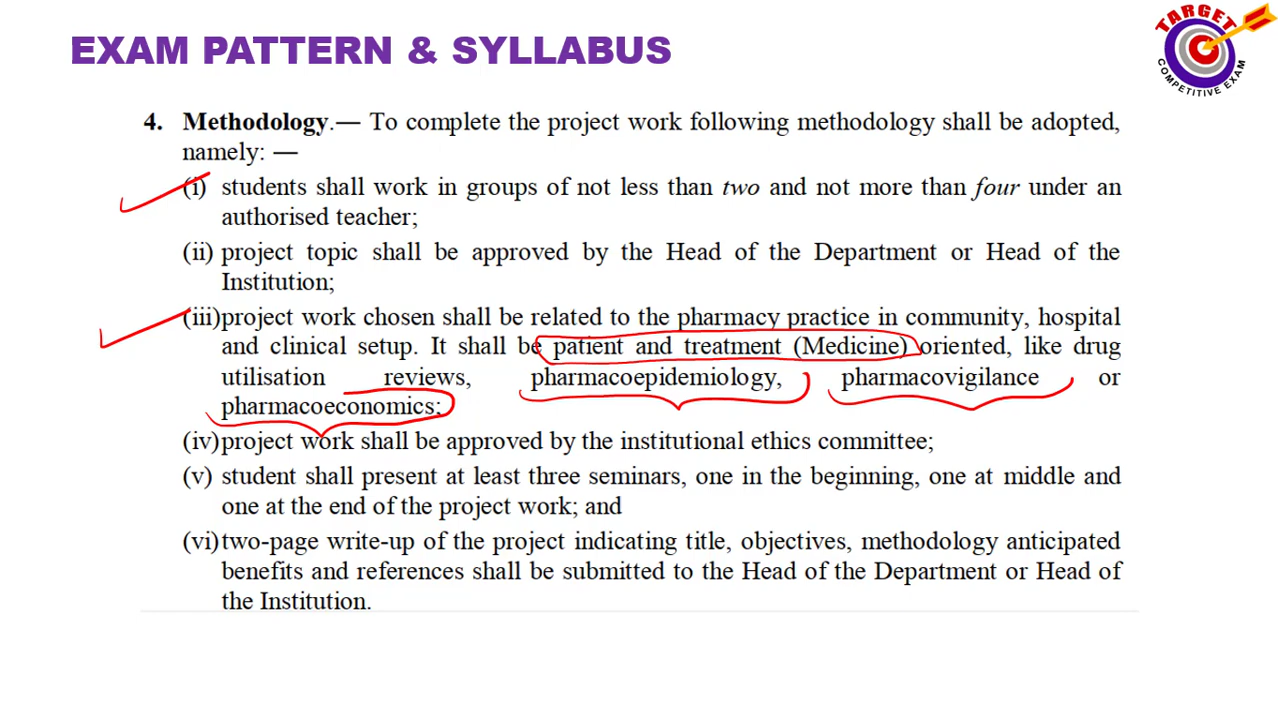 EXAM PATTERN & SYLLABUS
TARGET
COMPETITIVE EXAM
4. Methodology.— To complete the project work following methodology shall be adopted,
namely: —
(i) students shall work in groups of not less than two and not more than four under an
authorised teacher;
(ii) project topic shall be approved by the Head of the Department or Head of the
Institution;
(iii)project work chosen shall be related to the pharmacy practice in community, hospital
and clinical setup. It shall be patient and treatment (Medicine) oriented, like drug
utilisation reviews, pharmacoepidemiology, pharmacovigilance or
pharmacoeconomics;
(iv)project work shall be approved by the institutional ethics committee;
(v) student shall present at least three seminars, one in the beginning, one at middle and
one at the end of the project work; and
(vi)two-page write-up of the project indicating title, objectives, methodology anticipated
benefits and references shall be submitted to the Head of the Department or Head of
the Institution.